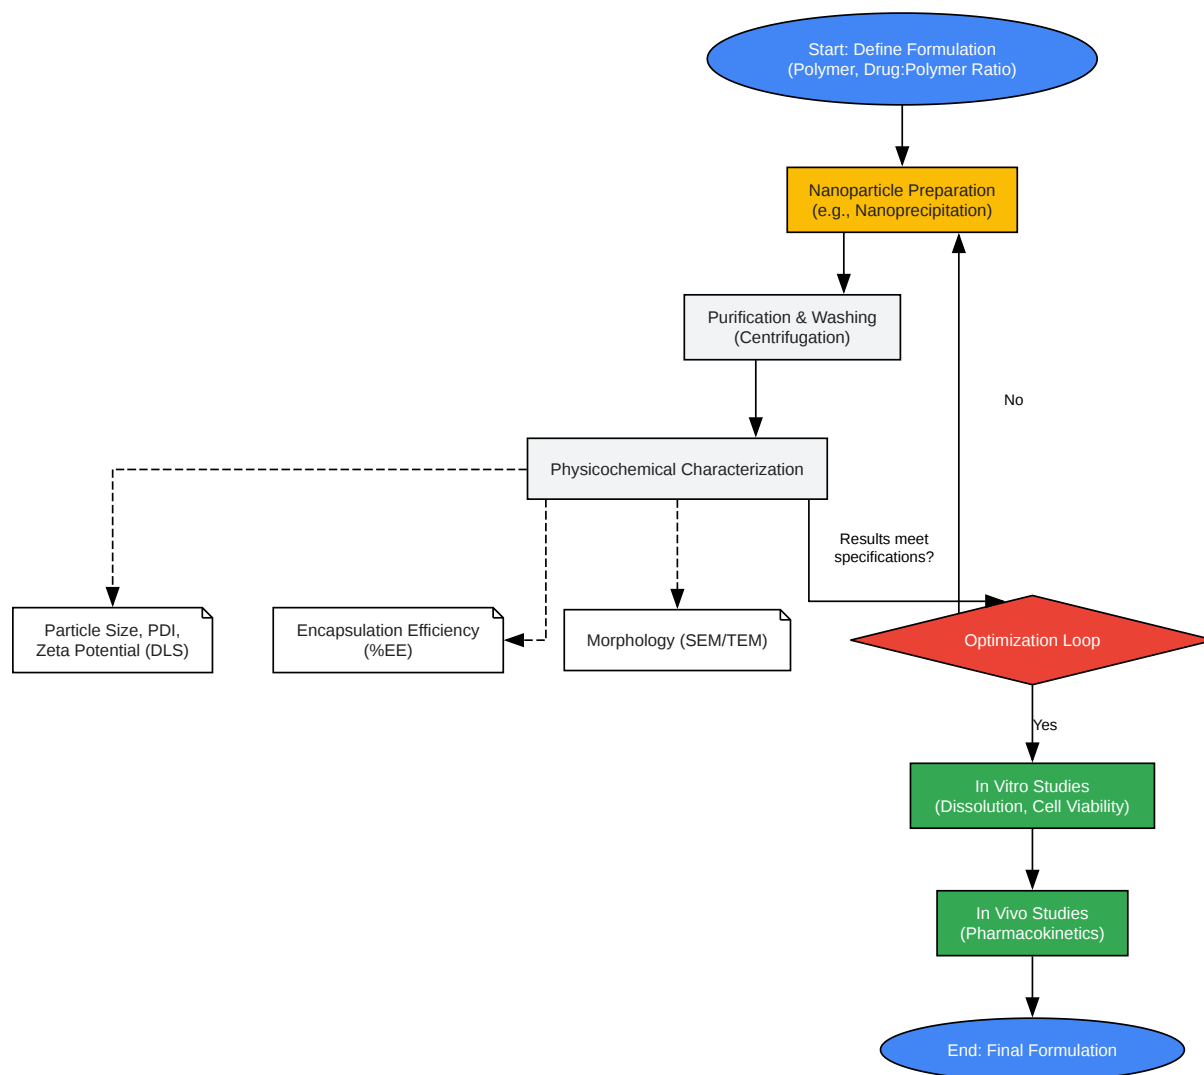 Start: Define Formulation
(Polymer, Drug:Polymer Ratio)
Nanoparticle Preparation
(e.g., Nanoprecipitation)
Purification & Washing
(Centrifugation)
No
Physicochemical Characterization
Results meet
specifications?
Particle Size, PDI,
Zeta Potential (DLS)
Encapsulation Efficiency
(%EE)
Morphology (SEM/TEM)
Optimization Loop
Yes
In Vitro Studies
(Dissolution, Cell Viability)
In Vivo Studies
(Pharmacokinetics)
End: Final Formulation